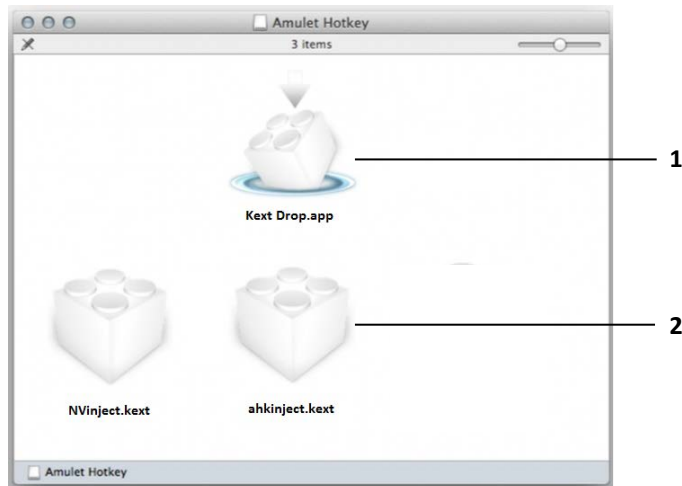 Amulet Hotkey
3 items
1
Kext Drop.app
2
NVinject.kext
ahkinject.kext
Amulet Hotkey